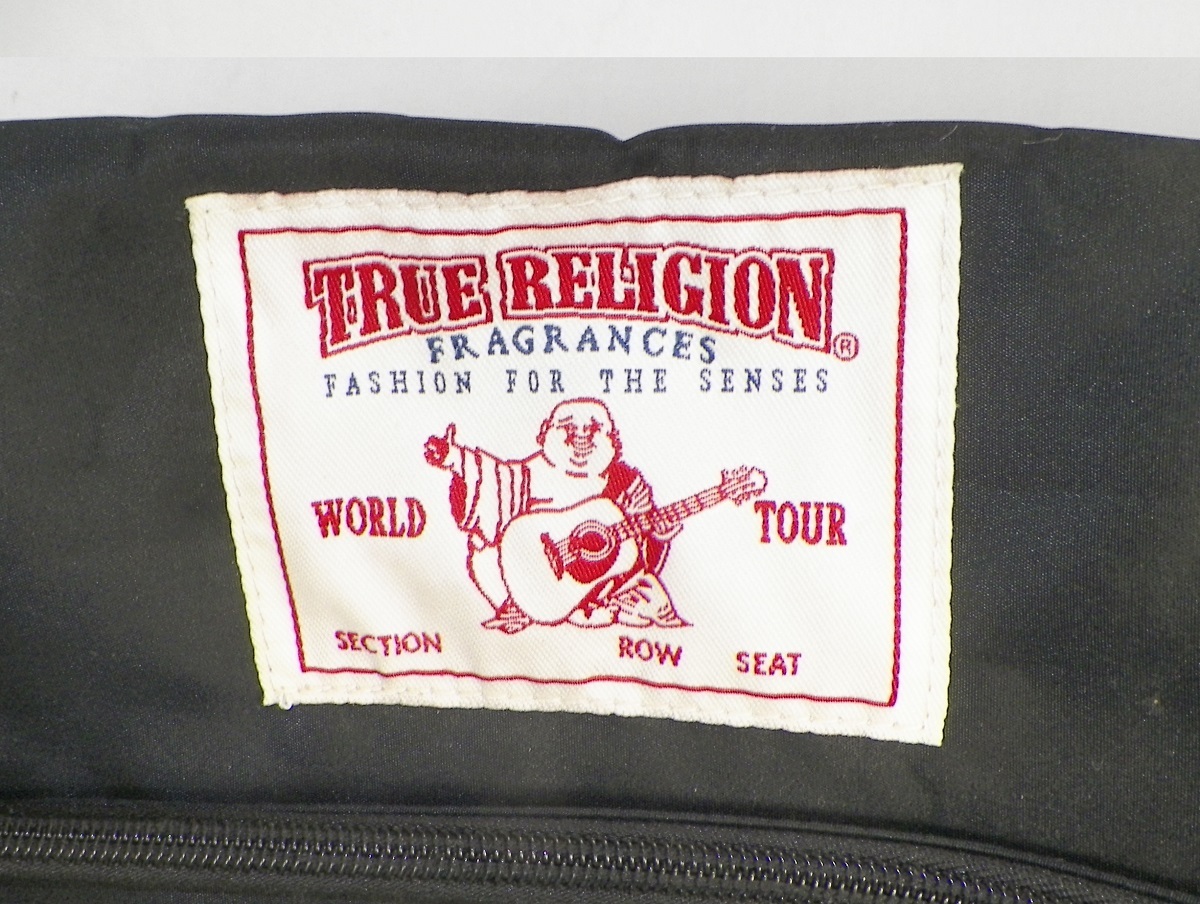 TRUE RELIGION®
FRAGRANCES
FASHION FOR THE SENSES
WORLD TOUR
SECTION ROW SEAT